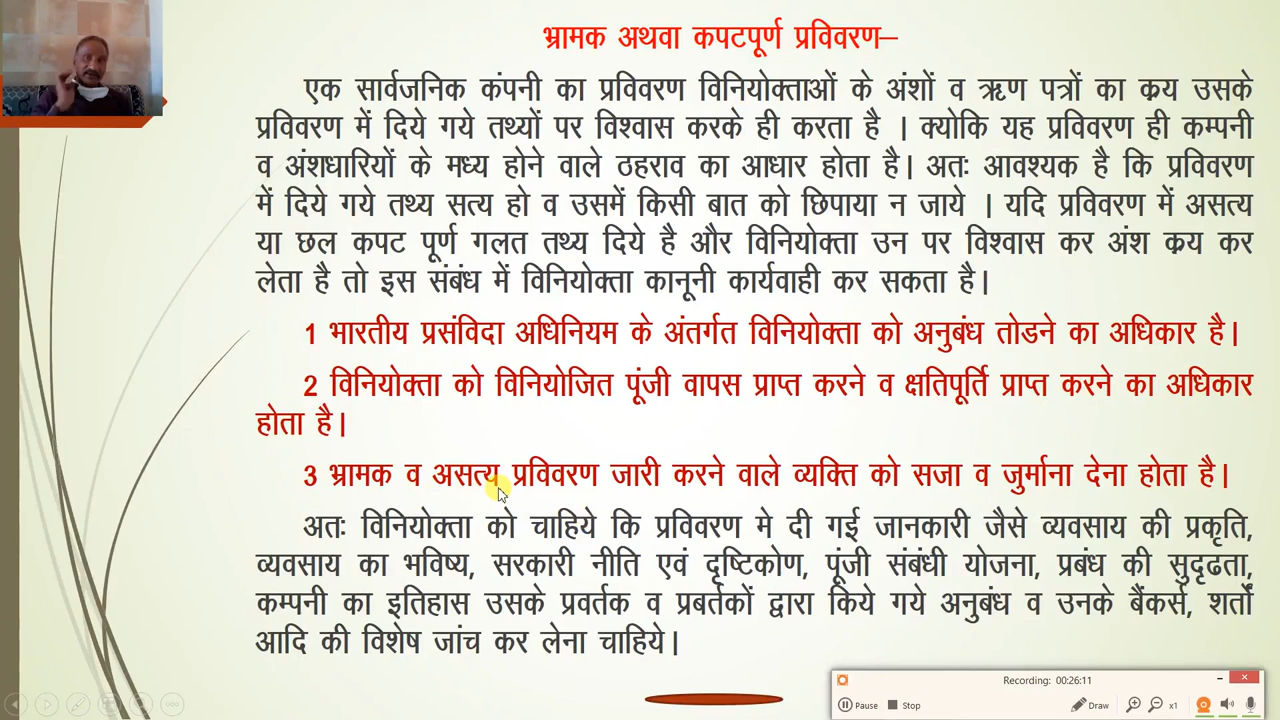 भ्रामक अथवा कपटपूर्ण प्रविवरण–
एक सार्वजनिक कंपनी का प्रविवरण विनियोक्ताओं के अंशों व ऋण पत्रों का क्रय उसके
प्रविवरण में दिये गये तथ्यों पर विश्वास करके ही करता है । क्योकि यह प्रविवरण ही कम्पनी
व अंशधारियों के मध्य होने वाले ठहराव का आधार होता है। अतः आवश्यक है कि प्रविवरण
में दिये गये तथ्य सत्य हो व उसमें किसी बात को छिपाया न जाये । यदि प्रविवरण में असत्य
या छल कपट पूर्ण गलत तथ्य दिये है और विनियोक्ता उन पर विश्वास कर अंश क्रय कर
लेता है तो इस संबंध में विनियोक्ता कानूनी कार्यवाही कर सकता है।
1 भारतीय प्रसंविदा अधिनियम के अंतर्गत विनियोक्ता को अनुबंध तोडने का अधिकार है।
2 विनियोक्ता को विनियोजित पूंजी वापस प्राप्त करने व क्षतिपूर्ति प्राप्त करने का अधिकार
होता है।
3 भ्रामक व असत्य प्रविवरण जारी करने वाले व्यक्ति को सजा व जुर्माना देना होता है।
अतः विनियोक्ता को चाहिये कि प्रविवरण मे दी गई जानकारी जैसे व्यवसाय की प्रकृति,
व्यवसाय का भविष्य, सरकारी नीति एवं दृष्टिकोण, पूंजी संबंधी योजना, प्रबंध की सुदृढता,
कम्पनी का इतिहास उसके प्रवर्तक व प्रबर्तकों द्वारा किये गये अनुबंध व उनके बैंकर्स, शर्तों
आदि की विशेष जांच कर लेना चाहिये।
Recording: 00:26:11
Pause Stop Draw x1